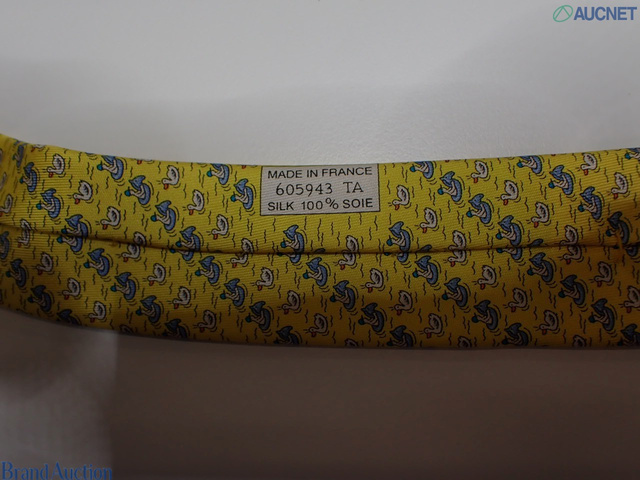 AUCNET
MADE IN FRANCE
605943 TA
SILK 100% SOIE
Brand Auction